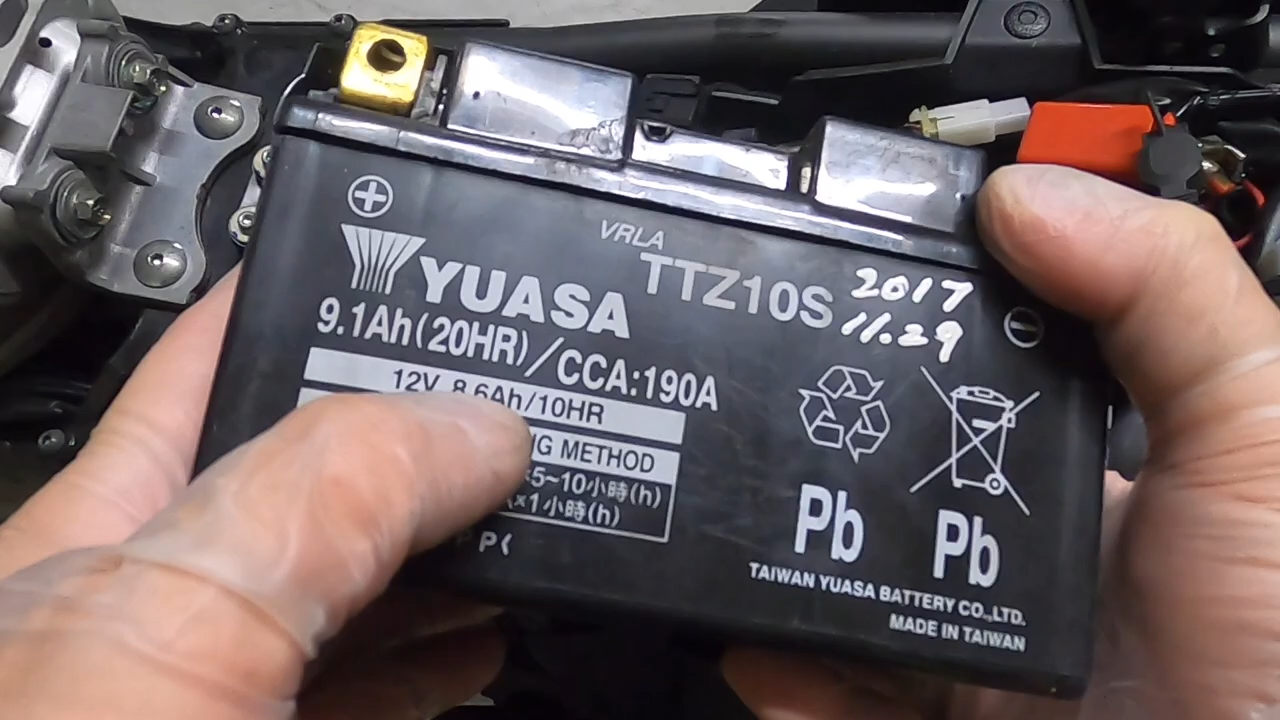 VRLA
YUASA TTZ10S 2017
11.29
9.1Ah(20HR)/CCA:190A
12V 8.6Ah/10HR
METHOD
5~10小時(h)
×1小時(h)
Pb Pb
TAIWAN YUASA BATTERY CO.,LTD.
MADE IN TAIWAN